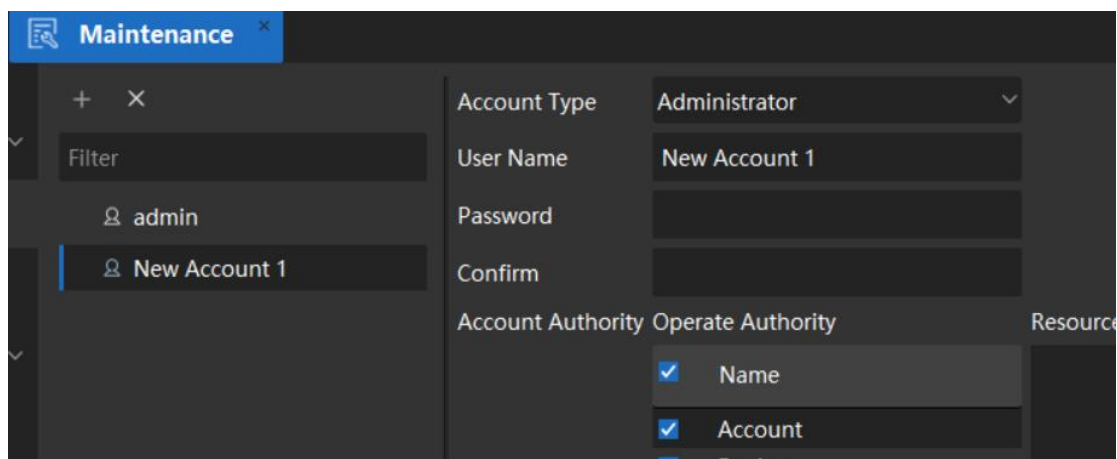 Maintenance
Filter
admin
New Account 1
Account Type Administrator
User Name New Account 1
Password
Confirm
Account Authority Operate Authority Resource
Name
Account